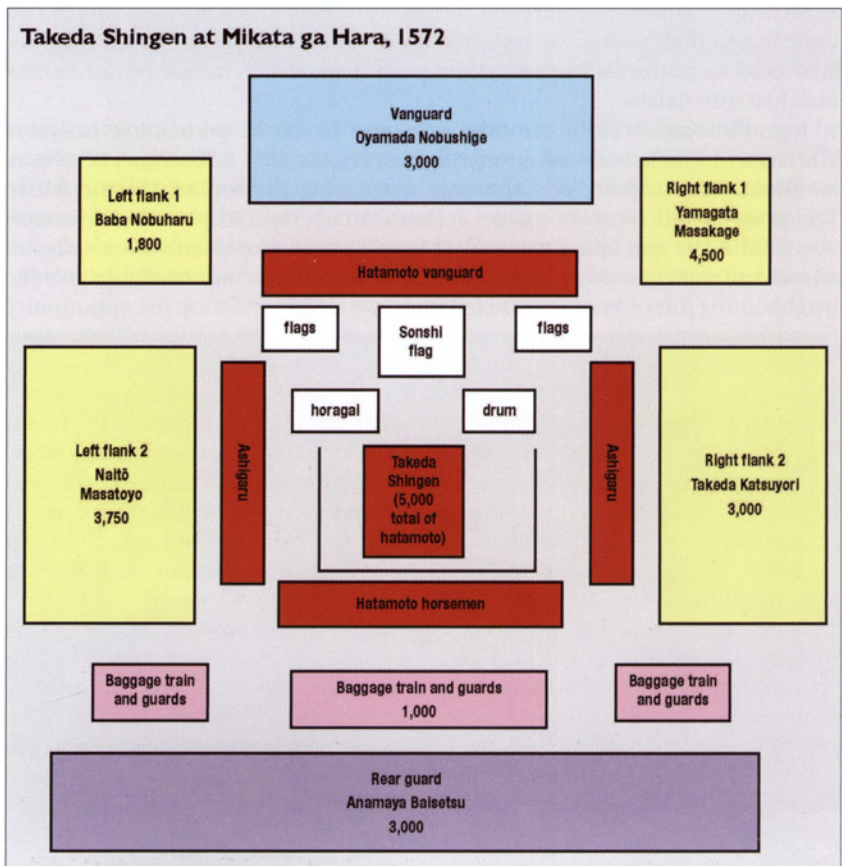 Takeda Shingen at Mikata ga Hara, 1572
Vanguard
Oyamada Nobushige
3,000
Left flank 1
Baba Nobuharu
1,800
Right flank 1
Yamagata
Masakage
4,500
Hatamoto vanguard
flags
Sonshi
flag
flags
horagai
drum
Ashigaru
Takeda
Shingen
(5,000
total of
hatamoto)
Ashigaru
Left flank 2
Naitō
Masatoyo
3,750
Right flank 2
Takeda Katsuyori
3,000
Hatamoto horsemen
Baggage train
and guards
Baggage train and guards
1,000
Baggage train
and guards
Rear guard
Anamaya Baisetsu
3,000